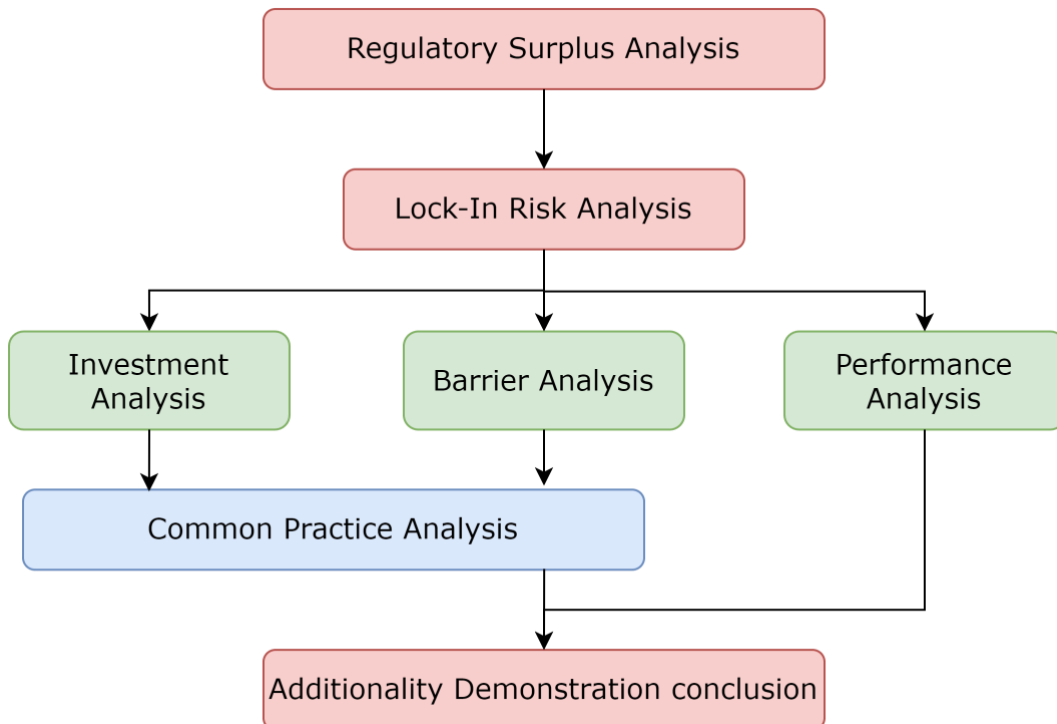 Regulatory Surplus Analysis
Lock-In Risk Analysis
Investment
Analysis
Barrier Analysis
Performance
Analysis
Common Practice Analysis
Additionality Demonstration conclusion